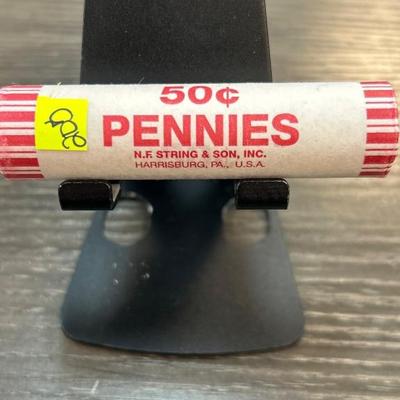 50¢
PENNIES
N.F. STRING & SON, INC.
HARRISBURG, PA., U.S.A.